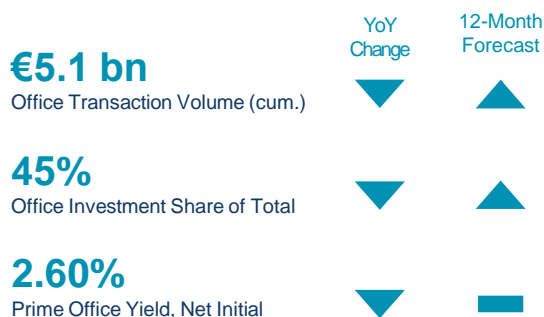 YoY
Change
12-Month
Forecast
€5.1 bn
Office Transaction Volume (cum.)
45%
Office Investment Share of Total
2.60%
Prime Office Yield, Net Initial